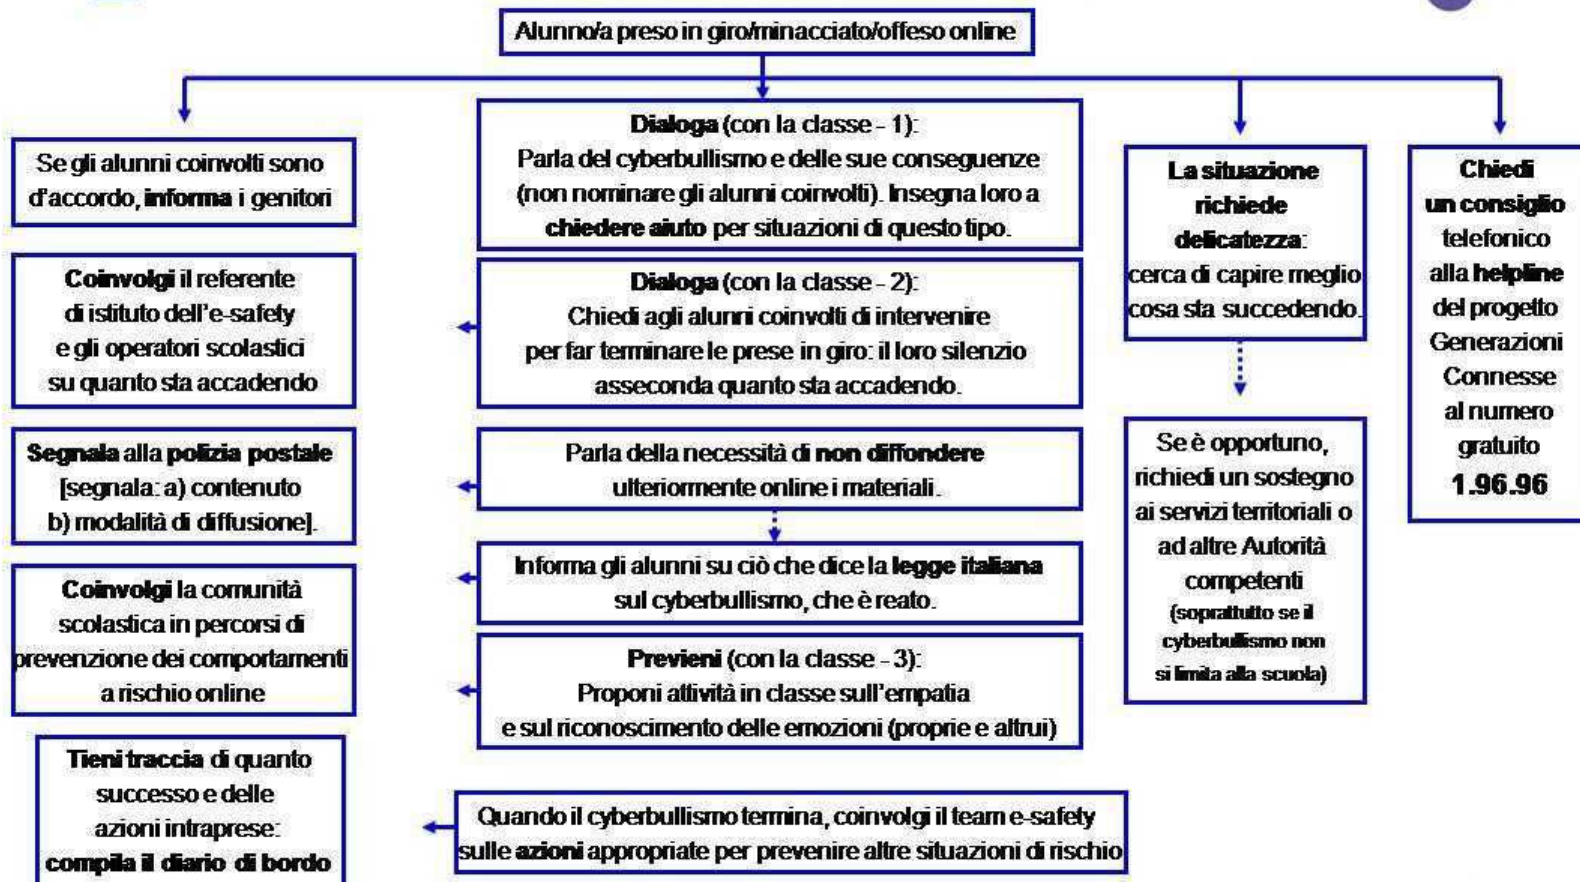 Alunno/a preso in giro/minacciato/offeso online
Se gli alunni coinvolti sono
d'accordo, informa i genitori
Coinvolgi il referente
di istituto dell'e-safety
e gli operatori scolastici
su quanto sta accadendo
Segnala alla polizia postale
[segnala: a) contenuto
b) modalità di diffusione].
Coinvolgi la comunità
scolastica in percorsi di
prevenzione dei comportamenti
a rischio online
Tieni traccia di quanto
successo e delle
azioni intraprese:
compila il diario di bordo
Dialoga (con la classe - 1):
Parla del cyberbullismo e delle sue conseguenze
(non nominare gli alunni coinvolti). Insegna loro a
chiedere aiuto per situazioni di questo tipo.
Dialoga (con la classe - 2):
Chiedi agli alunni coinvolti di intervenire
per far terminare le prese in giro: il loro silenzio
asseconda quanto sta accadendo.
Parla della necessità di non diffondere
ulteriormente online i materiali.
Informa gli alunni su ciò che dice la legge italiana
sul cyberbullismo, che è reato.
Previeni (con la classe - 3):
Proponi attività in classe sull'empatia
e sul riconoscimento delle emozioni (proprie e altrui)
Quando il cyberbullismo termina, coinvolgi il team e-safety
sulle azioni appropriate per prevenire altre situazioni di rischio
La situazione
richiede
delicatezza:
cerca di capire meglio
cosa sta succedendo.
Se è opportuno,
richiedi un sostegno
ai servizi territoriali o
ad altre Autorità
competenti
(soprattutto se il
cyberbullismo non
si limita alla scuola)
Chiedi
un consiglio
telefonico
alla helpline
del progetto
Generazioni
Connesse
al numero
gratuito
1.96.96